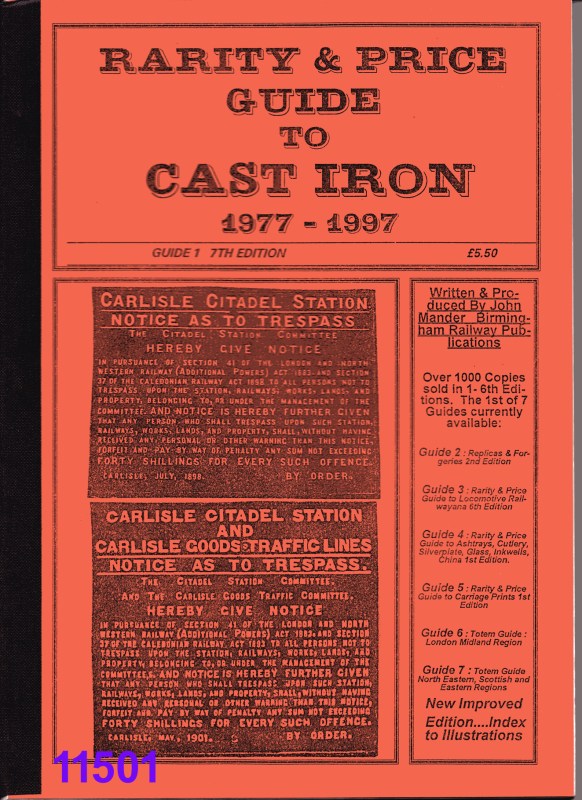 RARITY & PRICE
GUIDE
TO
CAST IRON
1977 - 1997
GUIDE 1 7TH EDITION £5.50
CARLISLE CITADEL STATION
NOTICE AS TO TRESPASS
THE CITADEL STATION COMMITTEE
HEREBY GIVE NOTICE
IN PURSUANCE OF SECTION 41 OF THE LONDON AND NORTH
WESTERN RAILWAY (ADDITIONAL POWERS) ACT 1883 AND SECTION
37 OF THE CALEDONIAN RAILWAY ACT 1898 TO ALL PERSONS NOT TO
TRESPASS UPON THE STATION, RAILWAYS, WORKS, LANDS, AND
PROPERTY, BELONGING TO, OR UNDER THE MANAGEMENT OF THE
COMMITTEE. AND NOTICE IS HEREBY FURTHER GIVEN
THAT ANY PERSON WHO SHALL TRESPASS UPON SUCH STATION,
RAILWAYS, WORKS, LANDS, AND PROPERTY, SHALL, WITHOUT HAVING
RECEIVED ANY PERSONAL OR OTHER WARNING THAN THIS NOTICE,
FORFEIT AND PAY BY WAY OF PENALTY ANY SUM NOT EXCEEDING
FORTY SHILLINGS FOR EVERY SUCH OFFENCE.
CARLISLE, JULY, 1898. BY ORDER.
CARLISLE CITADEL STATION
AND
CARLISLE GOODS TRAFFIC LINES
NOTICE AS TO TRESPASS.
THE CITADEL STATION COMMITTEE,
AND THE CARLISLE GOODS TRAFFIC COMMITTEE,
HEREBY GIVE NOTICE
IN PURSUANCE OF SECTION 41 OF THE LONDON AND NORTH
WESTERN RAILWAY (ADDITIONAL POWERS) ACT, 1883, AND SECTION
37 OF THE CALEDONIAN RAILWAY ACT 1898 TO ALL PERSONS NOT TO
TRESPASS UPON THE STATION, RAILWAYS, WORKS, LANDS, AND
PROPERTY, BELONGING TO, OR UNDER THE MANAGEMENT OF THE
COMMITTEES, AND NOTICE IS HEREBY FURTHER GIVEN
THAT ANY PERSON WHO SHALL TRESPASS UPON SUCH STATION,
RAILWAYS, WORKS, LANDS, AND PROPERTY, SHALL, WITHOUT HAVING
RECEIVED ANY PERSONAL OR OTHER WARNING THAN THIS NOTICE,
FORFEIT AND PAY BY WAY OF PENALTY ANY SUM NOT EXCEEDING
FORTY SHILLINGS FOR EVERY SUCH OFFENCE.
CARLISLE, MAY, 1901. BY ORDER.
Written & Pro-
duced By John
Mander Birming-
ham Railway Pub-
lications
Over 1000 Copies
sold in 1- 6th Edi-
tions. The 1st of 7
Guides currently
available:
Guide 2 : Replicas & For-
geries 2nd Edition
Guide 3 : Rarity & Price
Guide to Locomotive Rail-
wayana 6th Edition
Guide 4 : Rarity & Price
Guide to Ashtrays, Cutlery,
Silverplate, Glass, Inkwells,
China 1st Edition.
Guide 5 : Rarity & Price
Guide to Carriage Prints 1st
Edition
Guide 6 : Totem Guide :
London Midland Region
Guide 7 : Totem Guide
North Eastern, Scottish and
Eastern Regions
New Improved
Edition....Index
to Illustrations
11501